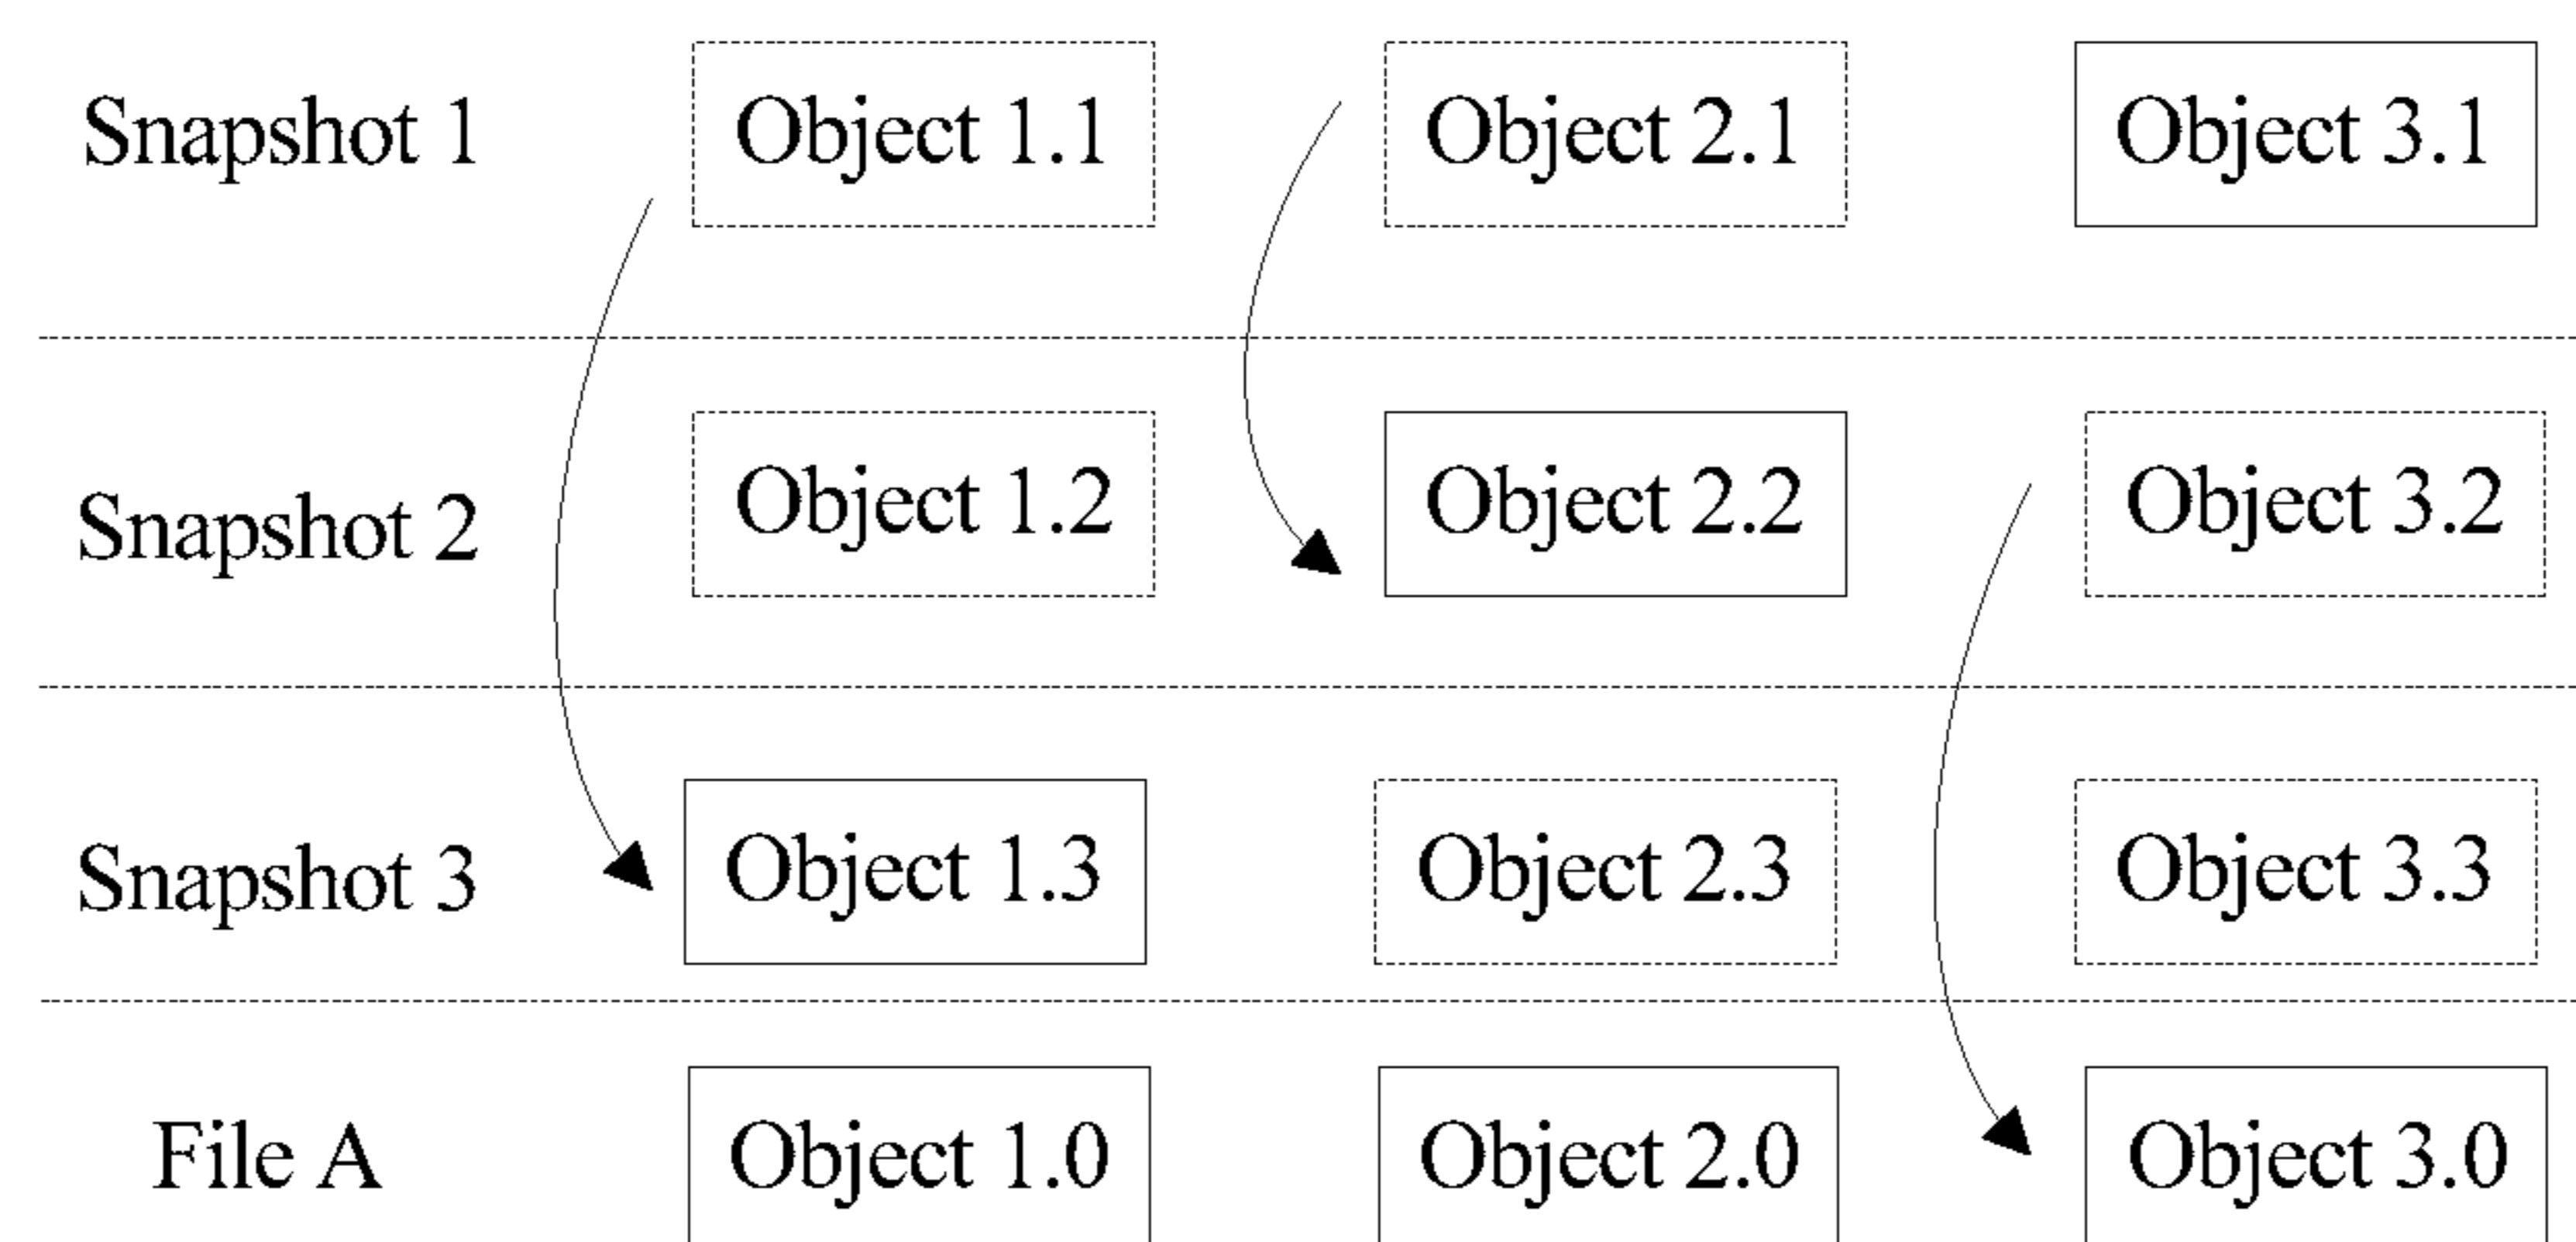 Snapshot 1 Object 1.1 Object 2.1 Object 3.1
Snapshot 2 Object 1.2 Object 2.2 Object 3.2
Snapshot 3 Object 1.3 Object 2.3 Object 3.3
File A Object 1.0 Object 2.0 Object 3.0